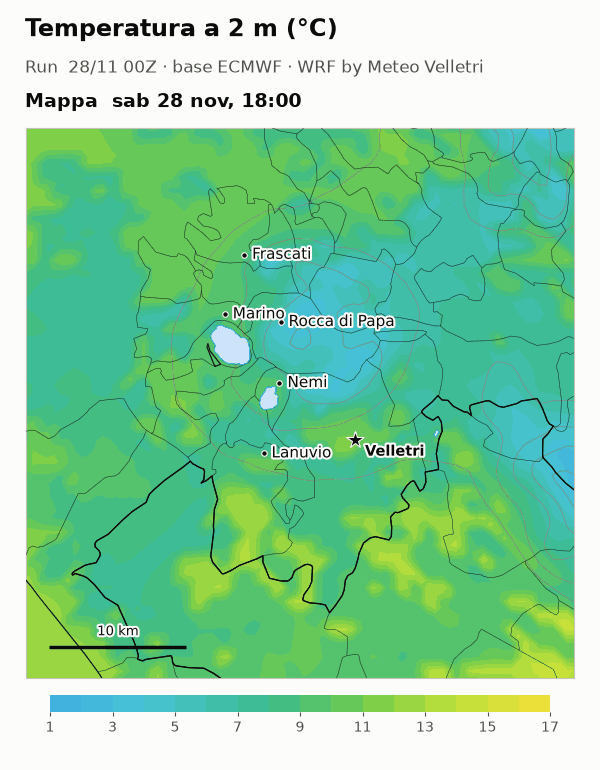 Temperatura a 2 m (°C)
Run  28/11 00Z · base ECMWF · WRF by Meteo Velletri
Mappa  sab 28 nov, 18:00
Frascati
Marino
Rocca di Papa
Nemi
Velletri
Lanuvio
10 km
1 3 5 7 9 11 13 15 17